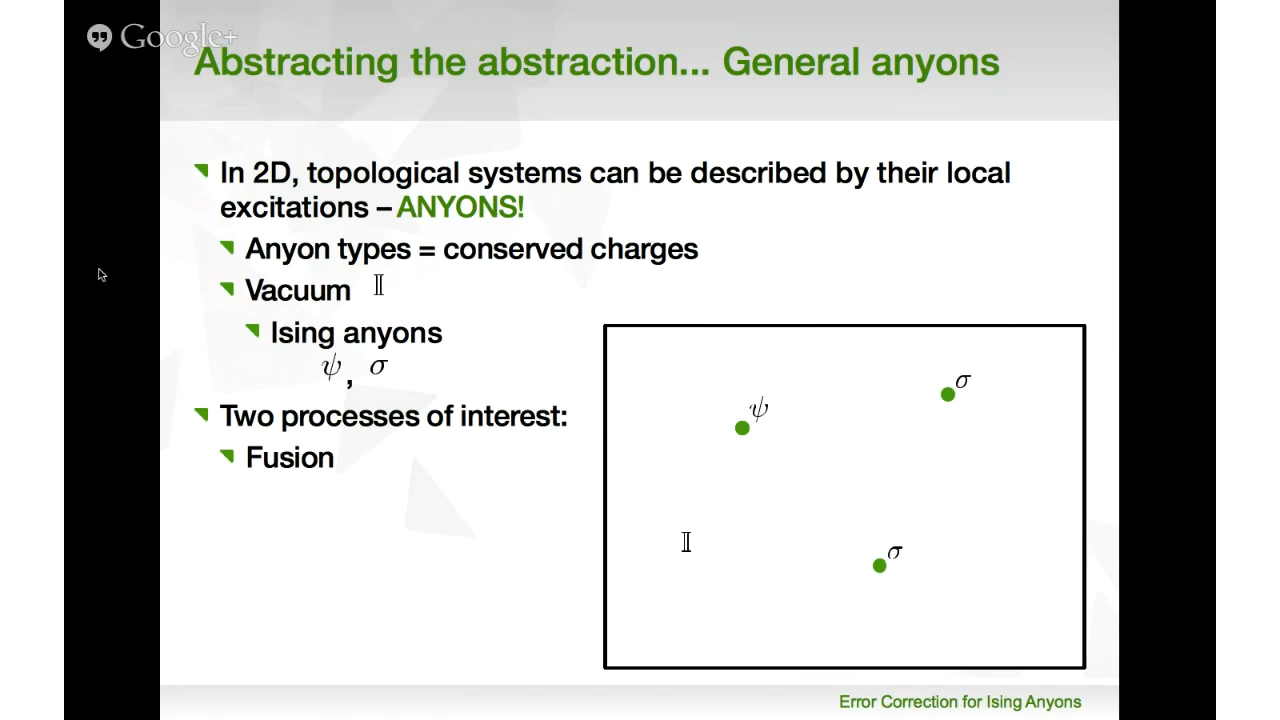 Google+
Abstracting the abstraction... General anyons
In 2D, topological systems can be described by their local
excitations – ANYONS!
Anyon types = conserved charges
Vacuum 𝕀
Ising anyons
ψ, σ
Two processes of interest:
Fusion
σ
ψ
𝕀
σ
Error Correction for Ising Anyons